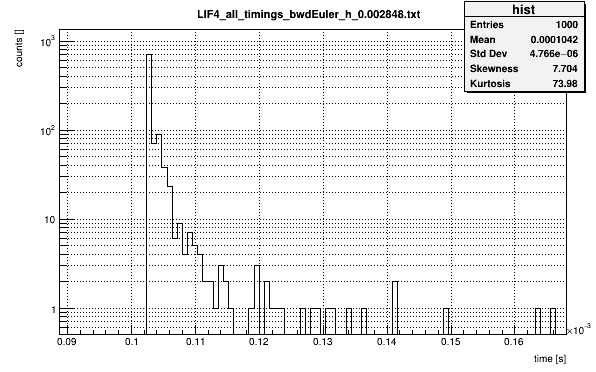 LIF4_all_timings_bwdEuler_h_0.002848.txt
hist
Entries 1000
Mean 0.0001042
Std Dev 4.766e−06
Skewness 7.704
Kurtosis 73.98
counts []
10³
10²
10
1
0.09 0.1 0.11 0.12 0.13 0.14 0.15 0.16
×10⁻³
time [s]